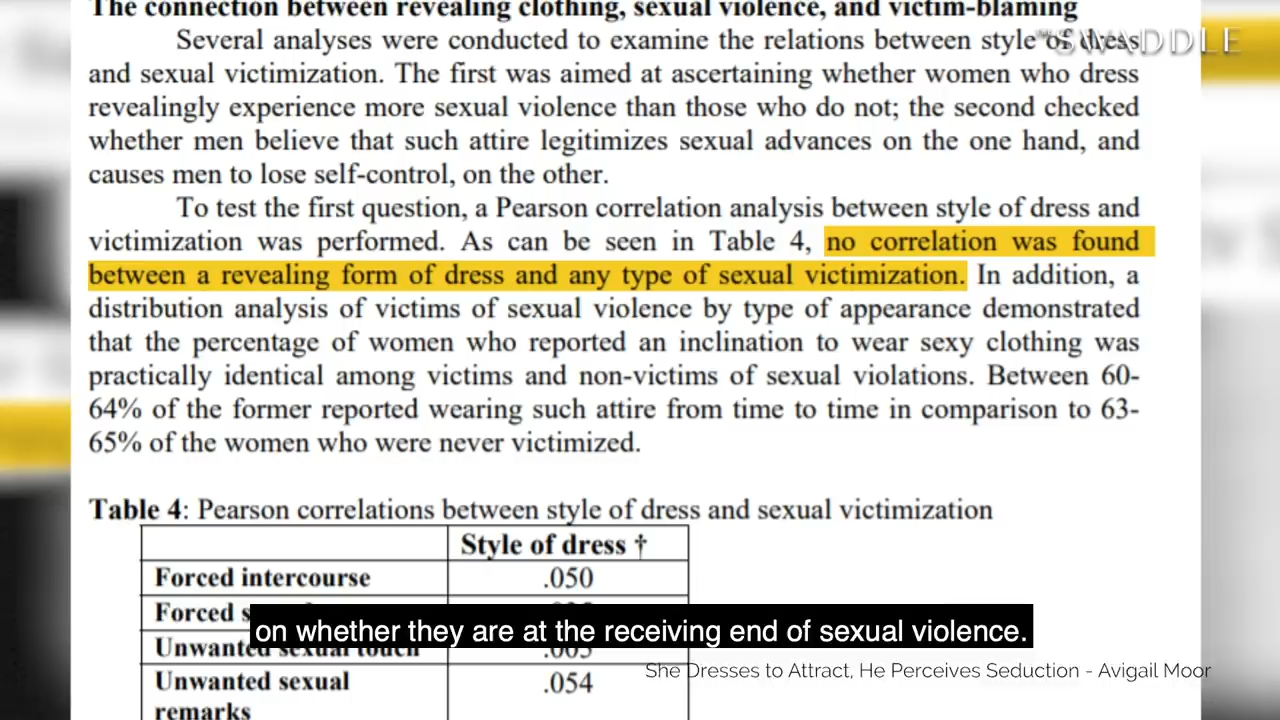 The connection between revealing clothing, sexual violence, and victim-blaming
Several analyses were conducted to examine the relations between style of dress
and sexual victimization. The first was aimed at ascertaining whether women who dress
revealingly experience more sexual violence than those who do not; the second checked
whether men believe that such attire legitimizes sexual advances on the one hand, and
causes men to lose self-control, on the other.
To test the first question, a Pearson correlation analysis between style of dress and
victimization was performed. As can be seen in Table 4, no correlation was found
between a revealing form of dress and any type of sexual victimization. In addition, a
distribution analysis of victims of sexual violence by type of appearance demonstrated
that the percentage of women who reported an inclination to wear sexy clothing was
practically identical among victims and non-victims of sexual violations. Between 60-
64% of the former reported wearing such attire from time to time in comparison to 63-
65% of the women who were never victimized.
Table 4: Pearson correlations between style of dress and sexual victimization
Style of dress †
Forced intercourse .050
Forced
on whether they are at the receiving end of sexual violence.
Unwanted sexual touch .005
Unwanted sexual .054
remarks
She Dresses to Attract, He Perceives Seduction - Avigail Moor
THE SWADDLE